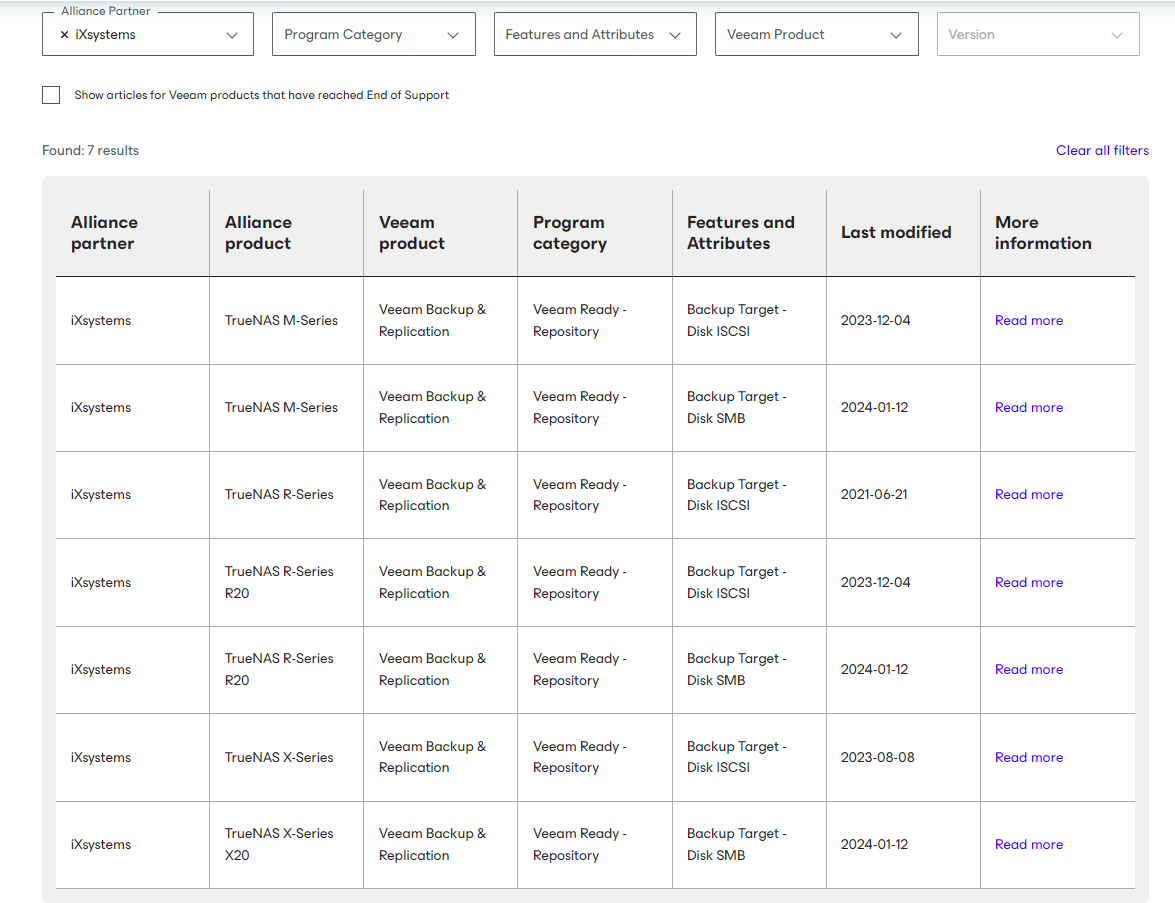 Alliance Partner
× iXsystems
Program Category
Features and Attributes
Veeam Product
Version
Show articles for Veeam products that have reached End of Support
Found: 7 results
Clear all filters
Alliance partner
Alliance product
Veeam product
Program category
Features and Attributes
Last modified
More information
iXsystems
TrueNAS M-Series
Veeam Backup &
Replication
Veeam Ready -
Repository
Backup Target -
Disk ISCSI
2023-12-04
Read more
iXsystems
TrueNAS M-Series
Veeam Backup &
Replication
Veeam Ready -
Repository
Backup Target -
Disk SMB
2024-01-12
Read more
iXsystems
TrueNAS R-Series
Veeam Backup &
Replication
Veeam Ready -
Repository
Backup Target -
Disk ISCSI
2021-06-21
Read more
iXsystems
TrueNAS R-Series
R20
Veeam Backup &
Replication
Veeam Ready -
Repository
Backup Target -
Disk ISCSI
2023-12-04
Read more
iXsystems
TrueNAS R-Series
R20
Veeam Backup &
Replication
Veeam Ready -
Repository
Backup Target -
Disk SMB
2024-01-12
Read more
iXsystems
TrueNAS X-Series
Veeam Backup &
Replication
Veeam Ready -
Repository
Backup Target -
Disk ISCSI
2023-08-08
Read more
iXsystems
TrueNAS X-Series
X20
Veeam Backup &
Replication
Veeam Ready -
Repository
Backup Target -
Disk SMB
2024-01-12
Read more